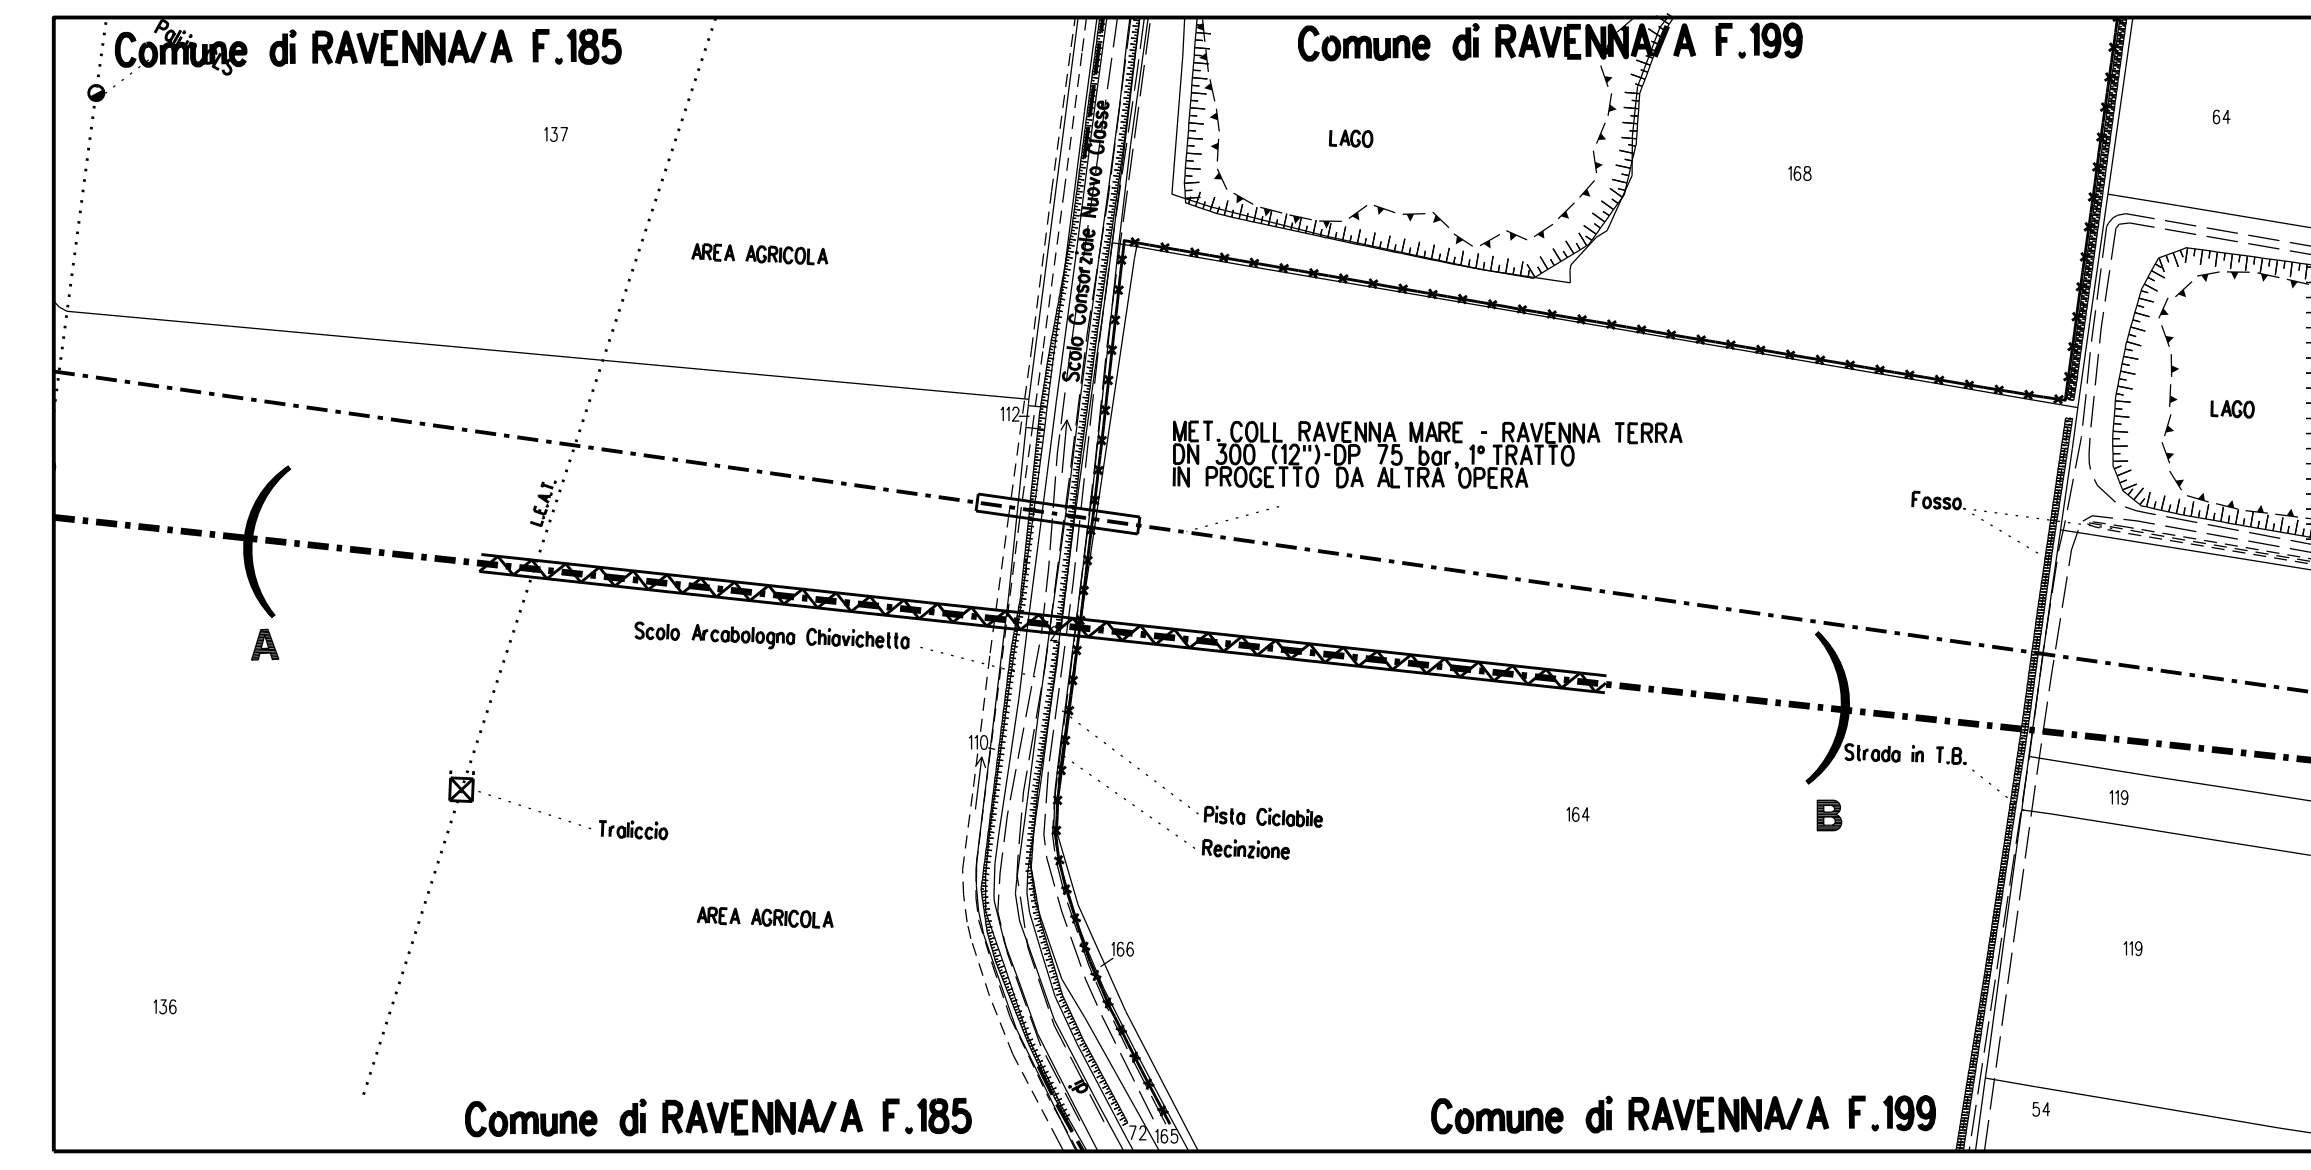 Comune di RAVENNA/A F.185
Comune di RAVENNA/A F.199
137
LAGO
168
64
AREA AGRICOLA
Scolo Consorziale Nuovo Classe
112
MET. COLL RAVENNA MARE - RAVENNA TERRA
DN 300 (12")-DP 75 bar, 1° TRATTO
IN PROGETTO DA ALTRA OPERA
LAGO
Fosso
A
Scolo Arcabologna Chiavichetta
110
Strada in T.B.
B
119
Traliccio
Pista Ciclabile
Recinzione
164
AREA AGRICOLA
166
119
136
di
Comune di RAVENNA/A F.185
72
165
Comune di RAVENNA/A F.199
54